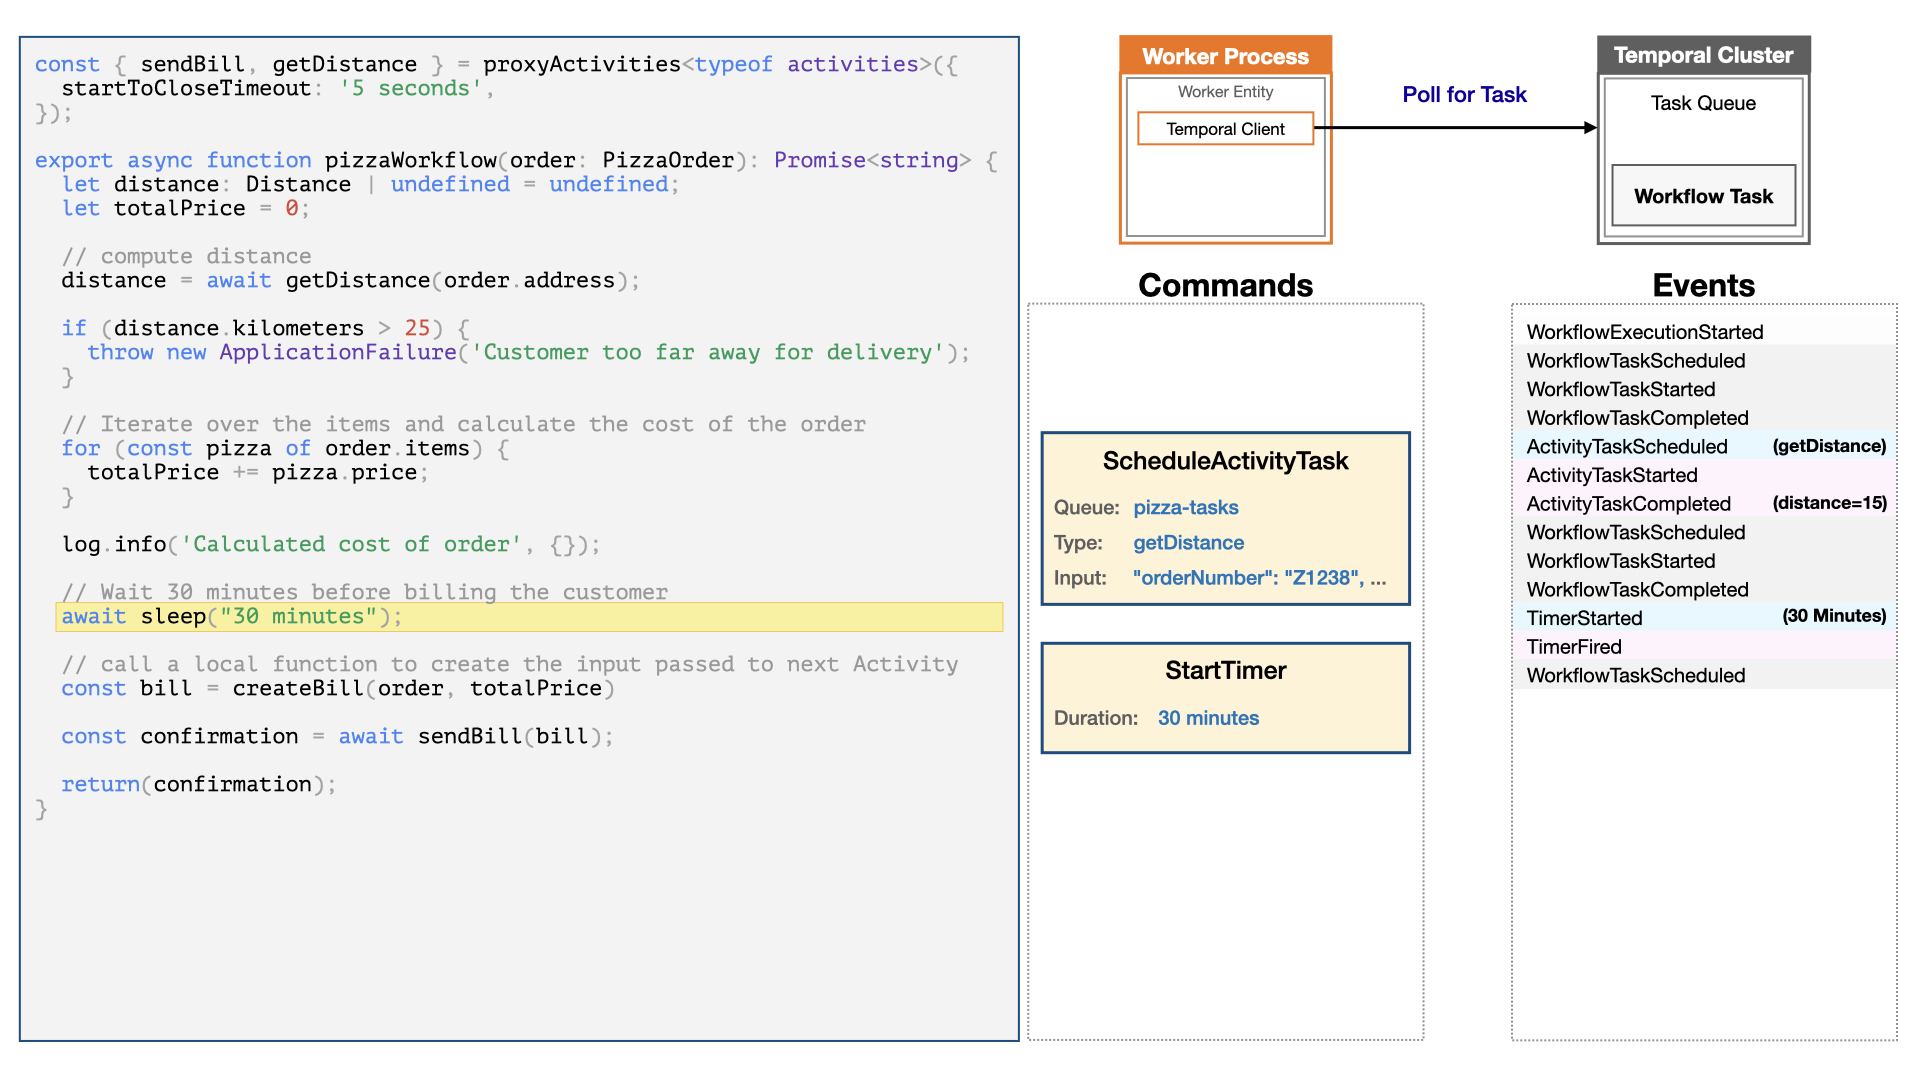 const { sendBill, getDistance } = proxyActivities<typeof activities>({
  startToCloseTimeout: '5 seconds',
});
export async function pizzaWorkflow(order: PizzaOrder): Promise<string> {
  let distance: Distance | undefined = undefined;
  let totalPrice = 0;
  // compute distance
  distance = await getDistance(order.address);
  if (distance.kilometers > 25) {
    throw new ApplicationFailure('Customer too far away for delivery');
  }
  // Iterate over the items and calculate the cost of the order
  for (const pizza of order.items) {
    totalPrice += pizza.price;
  }
  log.info('Calculated cost of order', {});
  // Wait 30 minutes before billing the customer
  await sleep("30 minutes");
  // call a local function to create the input passed to next Activity
  const bill = createBill(order, totalPrice)
  const confirmation = await sendBill(bill);
  return(confirmation);
}
Worker Process
Worker Entity
Temporal Client
Poll for Task
Temporal Cluster
Task Queue
Workflow Task
Commands
ScheduleActivityTask
Queue: pizza-tasks
Type: getDistance
Input: "orderNumber": "Z1238", ...
StartTimer
Duration: 30 minutes
Events
WorkflowExecutionStarted
WorkflowTaskScheduled
WorkflowTaskStarted
WorkflowTaskCompleted
ActivityTaskScheduled (getDistance)
ActivityTaskStarted
ActivityTaskCompleted (distance=15)
WorkflowTaskScheduled
WorkflowTaskStarted
WorkflowTaskCompleted
TimerStarted (30 Minutes)
TimerFired
WorkflowTaskScheduled